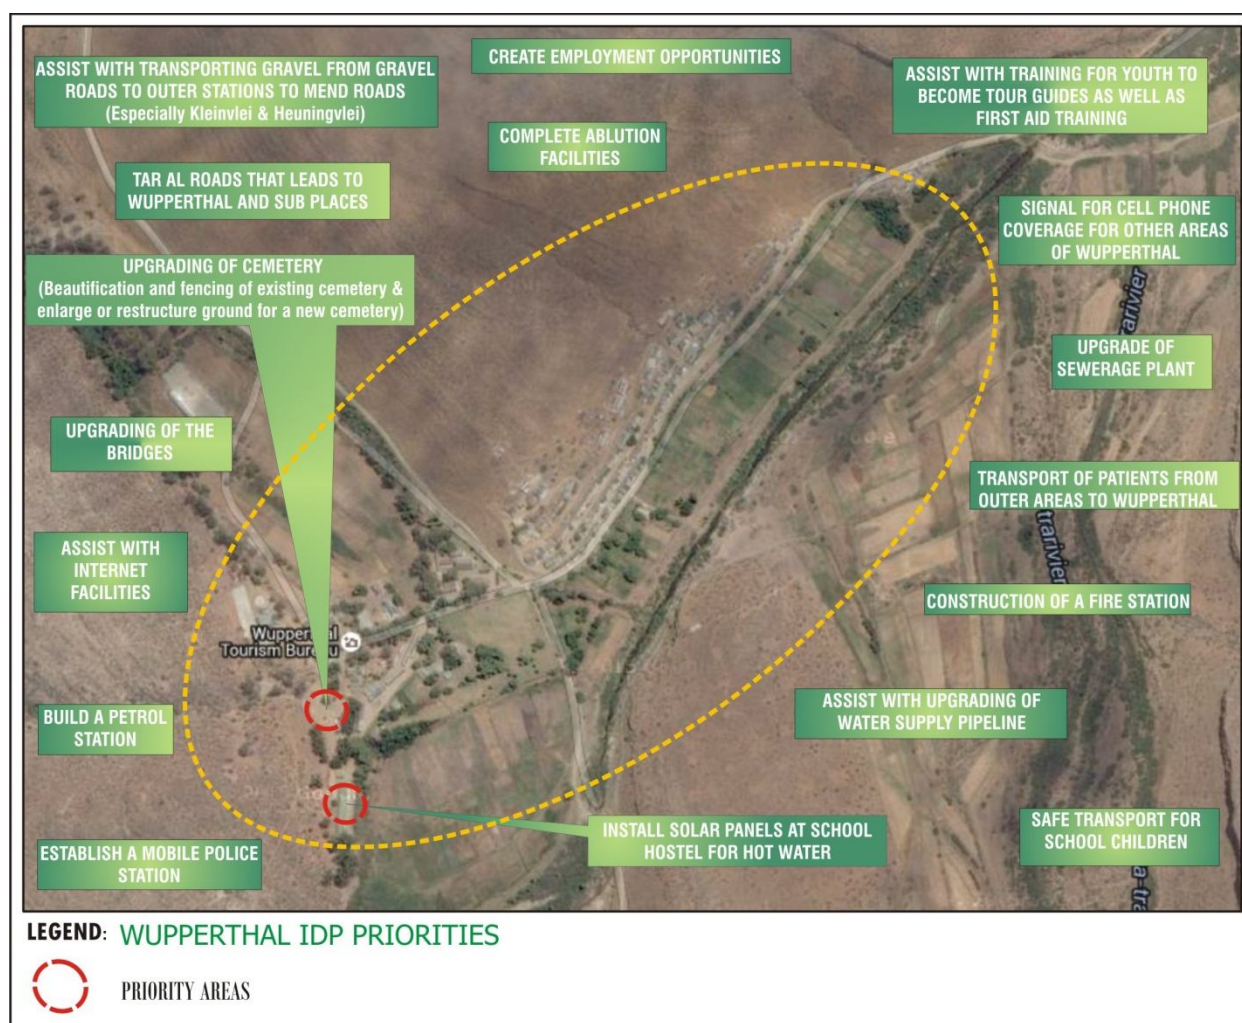 CREATE EMPLOYMENT OPPORTUNITIES
ASSIST WITH TRANSPORTING GRAVEL FROM GRAVEL
ROADS TO OUTER STATIONS TO MEND ROADS
(Especially Kleinvlei & Heuningvlei)
ASSIST WITH TRAINING FOR YOUTH TO
BECOME TOUR GUIDES AS WELL AS
FIRST AID TRAINING
COMPLETE ABLUTION
FACILITIES
TAR AL ROADS THAT LEADS TO
WUPPERTHAL AND SUB PLACES
SIGNAL FOR CELL PHONE
COVERAGE FOR OTHER AREAS
OF WUPPERTHAL
UPGRADING OF CEMETERY
(Beautification and fencing of existing cemetery &
enlarge or restructure ground for a new cemetery)
UPGRADE OF
SEWERAGE PLANT
UPGRADING OF THE
BRIDGES
TRANSPORT OF PATIENTS FROM
OUTER AREAS TO WUPPERTHAL
ASSIST WITH
INTERNET
FACILITIES
CONSTRUCTION OF A FIRE STATION
Tourism
BUILD A PETROL
STATION
ASSIST WITH UPGRADING OF
WATER SUPPLY PIPELINE
INSTALL SOLAR PANELS AT SCHOOL
HOSTEL FOR HOT WATER
SAFE TRANSPORT FOR
SCHOOL CHILDREN
ESTABLISH A MOBILE POLICE
STATION
LEGEND: WUPPERTHAL IDP PRIORITIES
PRIORITY AREAS